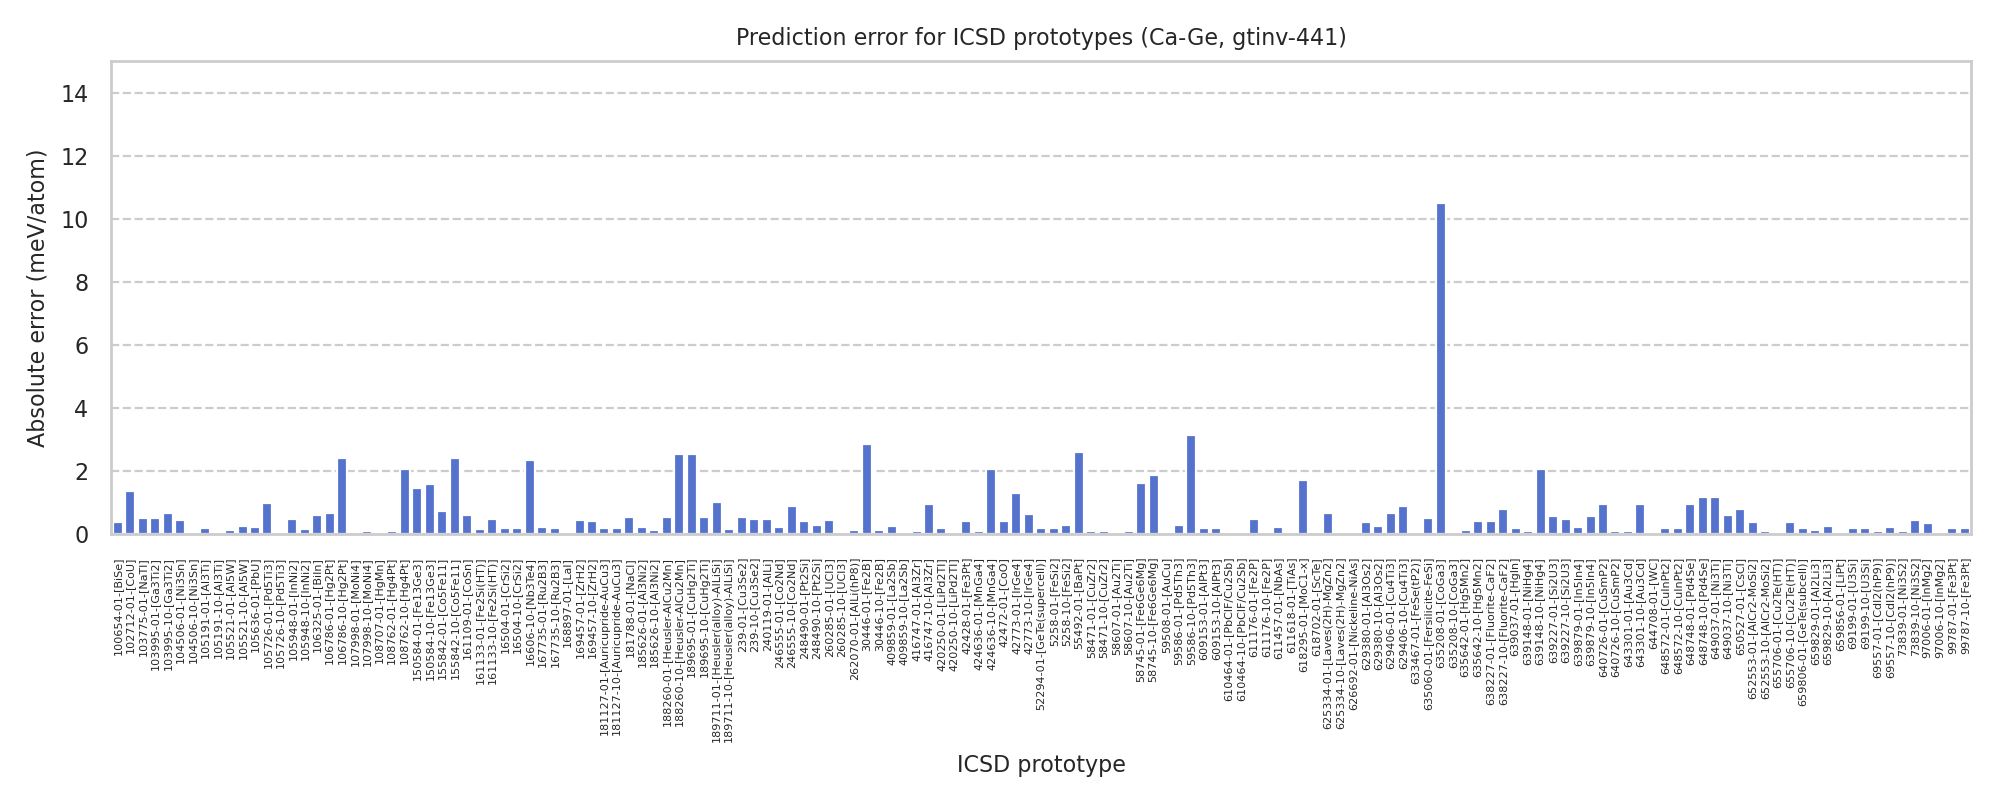 Prediction error for ICSD prototypes (Ca-Ge, gtinv-441)
Absolute error (meV/atom)
14
12
10
8
6
4
2
0
100654-01-[BiSe]
102712-01-[CoU]
103775-01-[NaTl]
103995-01-[Ga3Ti2]
103995-10-[Ga3Ti2]
104506-01-[Ni3Sn]
104506-10-[Ni3Sn]
105191-01-[Al3Ti]
105191-10-[Al3Ti]
105521-01-[Al5W]
105521-10-[Al5W]
105636-01-[PbU]
105726-01-[Pd5Ti3]
105726-10-[Pd5Ti3]
105948-01-[InNi2]
105948-10-[InNi2]
106325-01-[BiIn]
106786-01-[Hg2Pt]
106786-10-[Hg2Pt]
107998-01-[MoNi4]
107998-10-[MoNi4]
108707-01-[HgMn]
108762-01-[Hg4Pt]
108762-10-[Hg4Pt]
150584-01-[Fe13Ge3]
150584-10-[Fe13Ge3]
155842-01-[Co5Fe11]
155842-10-[Co5Fe11]
161109-01-[CoSn]
161133-01-[Fe2Si(HT)]
161133-10-[Fe2Si(HT)]
16504-01-[CrSi2]
16504-10-[CrSi2]
166006-10-[Nb3Te4]
167735-01-[Ru2B3]
167735-10-[Ru2B3]
168897-01-[LaI]
169457-01-[ZrH2]
169457-10-[ZrH2]
181127-01-[Auricupride-AuCu3]
181127-10-[Auricupride-AuCu3]
181788-01-[NaCl]
185626-01-[Al3Ni2]
185626-10-[Al3Ni2]
188260-01-[Heusler-AlCu2Mn]
188260-10-[Heusler-AlCu2Mn]
189695-01-[CuHg2Ti]
189695-10-[CuHg2Ti]
189711-01-[Heusler(alloy)-AlLiSi]
189711-10-[Heusler(alloy)-AlLiSi]
239-01-[Cu3Se2]
239-10-[Cu3Se2]
240119-01-[AlLi]
246555-01-[Co2Nd]
246555-10-[Co2Nd]
248490-01-[Pt2Si]
248490-10-[Pt2Si]
260285-01-[UCl3]
260285-10-[UCl3]
262070-01-[AlLi(hP8)]
30446-01-[Fe2B]
30446-10-[Fe2B]
409859-01-[La2Sb]
409859-10-[La2Sb]
416747-01-[Al3Zr]
416747-10-[Al3Zr]
420250-01-[LiPd2Tl]
420250-10-[LiPd2Tl]
42428-01-[Fe3Pt]
424636-01-[MnGa4]
424636-10-[MnGa4]
42472-01-[CoO]
42773-01-[IrGe4]
42773-10-[IrGe4]
52294-01-[GeTe(supercell)]
5258-01-[FeSi2]
5258-10-[FeSi2]
55492-01-[BaPt]
58471-01-[CuZr2]
58471-10-[CuZr2]
58607-01-[Au2Ti]
58607-10-[Au2Ti]
58745-01-[Fe6Ge6Mg]
58745-10-[Fe6Ge6Mg]
59508-01-[AuCu]
59586-01-[Pd5Th3]
59586-10-[Pd5Th3]
609153-01-[AlPt3]
609153-10-[AlPt3]
610464-01-[PbClF/Cu2Sb]
610464-10-[PbClF/Cu2Sb]
611176-01-[Fe2P]
611176-10-[Fe2P]
611457-01-[NbAs]
611618-01-[TiAs]
618295-01-[MoC1-x]
618702-01-[ScTe]
625334-01-[Laves(2H)-MgZn2]
625334-10-[Laves(2H)-MgZn2]
626692-01-[Nickeline-NiAs]
629380-01-[Al3Os2]
629380-10-[Al3Os2]
629406-01-[Cu4Ti3]
629406-10-[Cu4Ti3]
633467-01-[FeSe(tP2)]
635060-01-[Fersilicite-FeSi]
635208-01-[CoGa3]
635208-10-[CoGa3]
635642-01-[Hg5Mn2]
635642-10-[Hg5Mn2]
638227-01-[Fluorite-CaF2]
638227-10-[Fluorite-CaF2]
639037-01-[HgIn]
639148-01-[NiHg4]
639148-10-[NiHg4]
639227-01-[Si2U3]
639227-10-[Si2U3]
639879-01-[In5In4]
639879-10-[In5In4]
640726-01-[CuSmP2]
640726-10-[CuSmP2]
643301-01-[Au3Cd]
643301-10-[Au3Cd]
644708-01-[WC]
648572-01-[CuInPt2]
648572-10-[CuInPt2]
648748-01-[Pd4Se]
648748-10-[Pd4Se]
649037-01-[Ni3Ti]
649037-10-[Ni3Ti]
650527-01-[CsCl]
652553-01-[AlCr2-MoSi2]
652553-10-[AlCr2-MoSi2]
655706-01-[Cu2Te(HT)]
655706-10-[Cu2Te(HT)]
659806-01-[GeTe(subcell)]
659829-01-[Al2Li3]
659829-10-[Al2Li3]
659856-01-[LiPt]
69199-01-[U3Si]
69199-10-[U3Si]
69557-01-[CdI2(hP9)]
69557-10-[CdI2(hP9)]
73839-01-[Ni3S2]
73839-10-[Ni3S2]
97006-01-[InMg2]
97006-10-[InMg2]
99787-01-[Fe3Pt]
99787-10-[Fe3Pt]
ICSD prototype